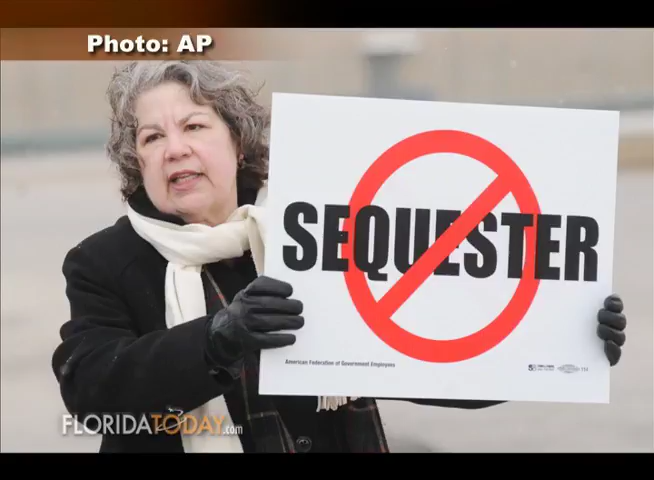 Photo: AP
SEQUESTER
American Federation of Government Employees
FLORIDATODAY.com